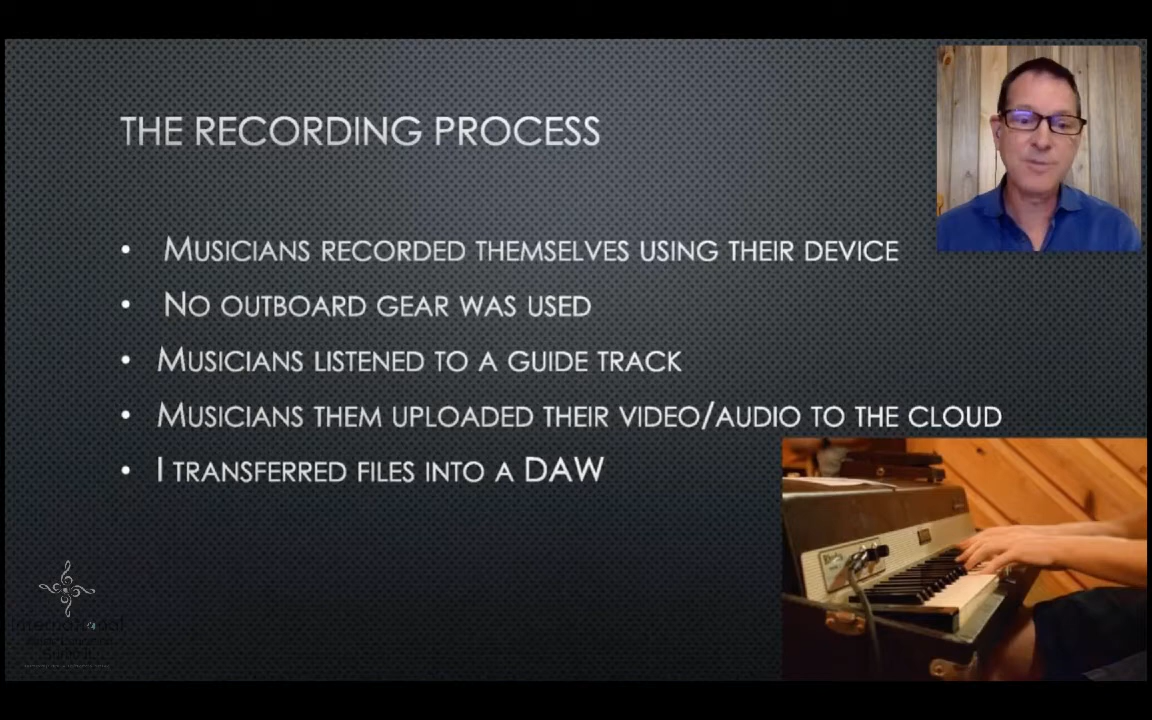 THE RECORDING PROCESS
• MUSICIANS RECORDED THEMSELVES USING THEIR DEVICE
• NO OUTBOARD GEAR WAS USED
• MUSICIANS LISTENED TO A GUIDE TRACK
• MUSICIANS THEM UPLOADED THEIR VIDEO/AUDIO TO THE CLOUD
• I TRANSFERRED FILES INTO A DAW
International